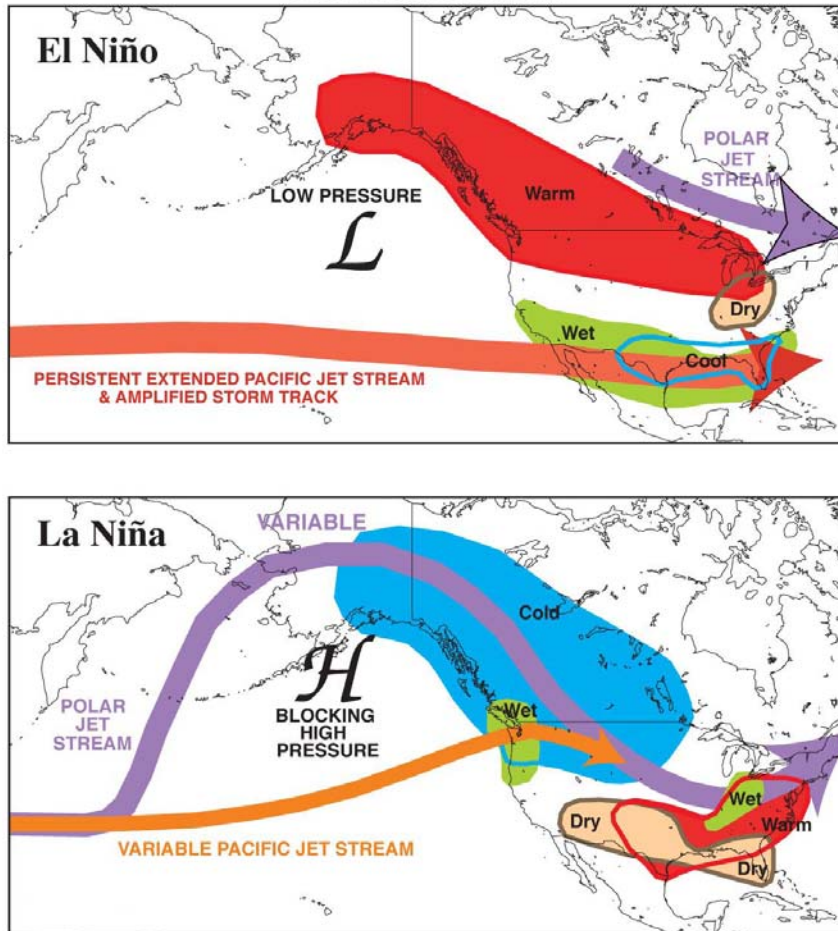 El Niño
POLAR
JET
STREAM
LOW PRESSURE
L
Warm
Dry
Wet
Cool
PERSISTENT EXTENDED PACIFIC JET STREAM
& AMPLIFIED STORM TRACK
La Niña
VARIABLE
Cold
H
BLOCKING
HIGH
PRESSURE
POLAR
JET
STREAM
Wet
Wet
Dry
Warm
Dry
VARIABLE PACIFIC JET STREAM